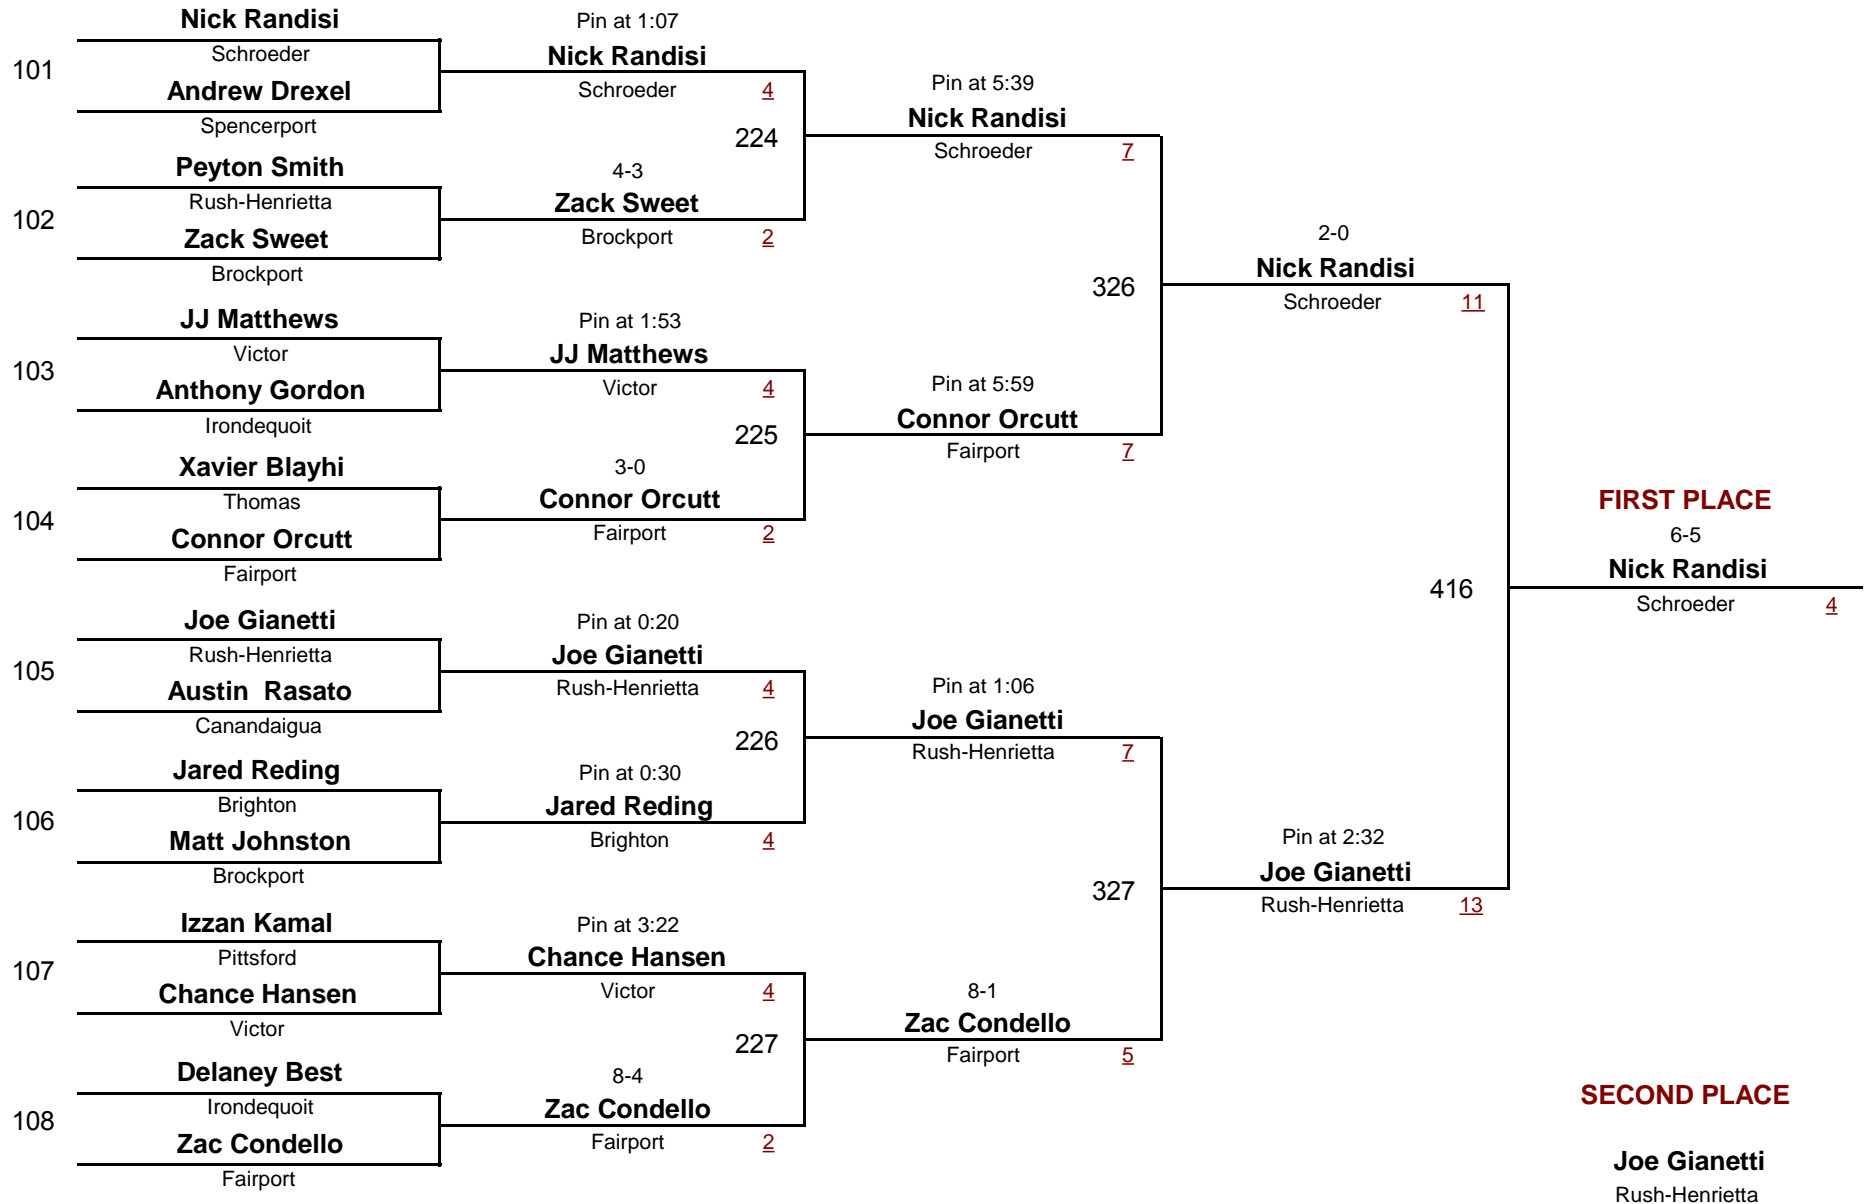 Nick Randisi
Schroeder
101
Andrew Drexel
Spencerport
Peyton Smith
Rush-Henrietta
102
Zack Sweet
Brockport
JJ Matthews
Victor
103
Anthony Gordon
Irondequoit
Xavier Blayhi
Thomas
104
Connor Orcutt
Fairport
Joe Gianetti
Rush-Henrietta
105
Austin  Rasato
Canandaigua
Jared Reding
Brighton
106
Matt Johnston
Brockport
Izzan Kamal
Pittsford
107
Chance Hansen
Victor
Delaney Best
Irondequoit
108
Zac Condello
Fairport
Pin at 1:07
Nick Randisi
Schroeder 4
224
4-3
Zack Sweet
Brockport 2
Pin at 1:53
JJ Matthews
Victor 4
225
3-0
Connor Orcutt
Fairport 2
Pin at 0:20
Joe Gianetti
Rush-Henrietta 4
226
Pin at 0:30
Jared Reding
Brighton 4
Pin at 3:22
Chance Hansen
Victor 4
227
8-4
Zac Condello
Fairport 2
Pin at 5:39
Nick Randisi
Schroeder 7
326
Pin at 5:59
Connor Orcutt
Fairport 7
Pin at 1:06
Joe Gianetti
Rush-Henrietta 7
327
8-1
Zac Condello
Fairport 5
2-0
Nick Randisi
Schroeder 11
416
Pin at 2:32
Joe Gianetti
Rush-Henrietta 13
FIRST PLACE
6-5
Nick Randisi
Schroeder 4
SECOND PLACE
Joe Gianetti
Rush-Henrietta